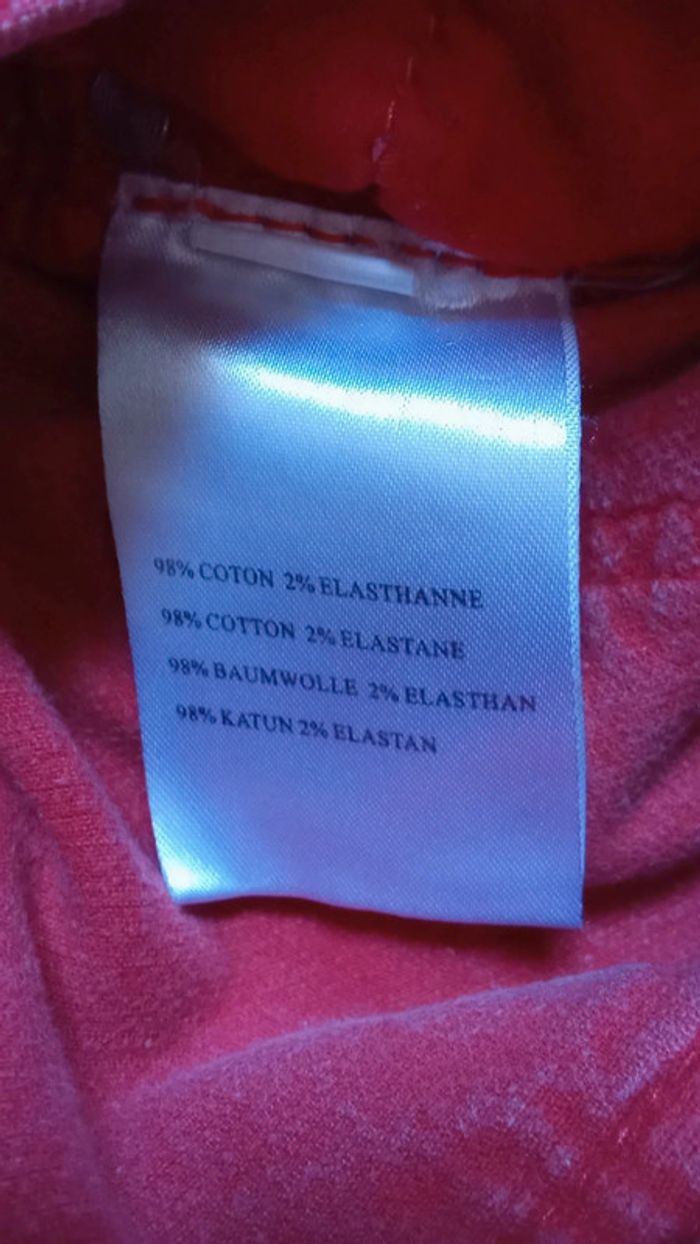 98% COTON 2% ELASTHANNE
98% COTTON 2% ELASTANE
98% BAUMWOLLE 2% ELASTHAN
98% KATUN 2% ELASTAN